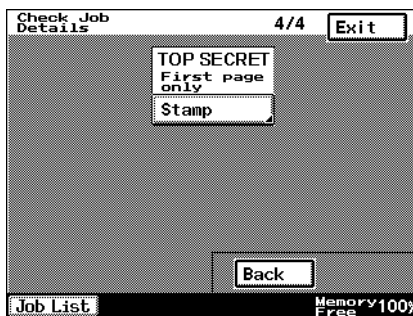 Check Job
Details
4/4
Exit
TOP SECRET
First page
only
Stamp
Back
Job List
Memory
Free
100%